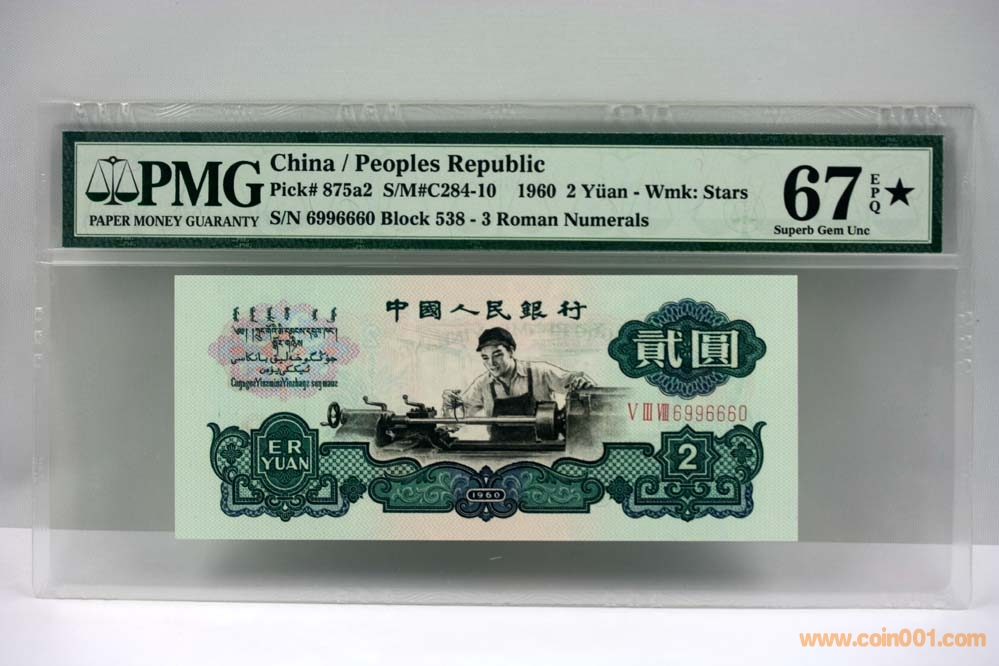 PMG
PAPER MONEY GUARANTY
China / Peoples Republic
Pick# 875a2 S/M#C284-10 1960 2 Yüan - Wmk: Stars
S/N 6996660 Block 538 - 3 Roman Numerals
67 EPQ ★
Superb Gem Unc
中國人民銀行
貳圓
V III VIII 6996660
ER
YUAN
2
1960
www.coin001.com